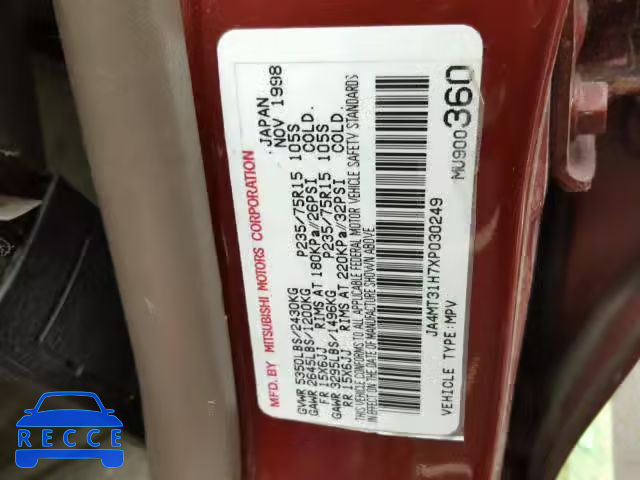 MFD. BY MITSUBISHI MOTORS CORPORATION
JAPAN
NOV 1998
GVWR 5350LBS/2430KG
GAWR 2645LBS/1200KG P235/75R15 105S
FR 15X6JJ RIMS AT 180KPa//26PSI COLD.
GAWR 3295LBS/1496KG P235/75R15 105S
RR 15X6JJ RIMS AT 220KPa//32PSI COLD.
THIS VEHICLE CONFORMS TO ALL APPLICABLE FEDERAL MOTOR VEHICLE SAFETY STANDARDS
IN EFFECT ON THE DATE OF MANUFACTURE SHOWN ABOVE.
JA4MT31H7XP030249
VEHICLE TYPE:MPV
MU900360
RECCE